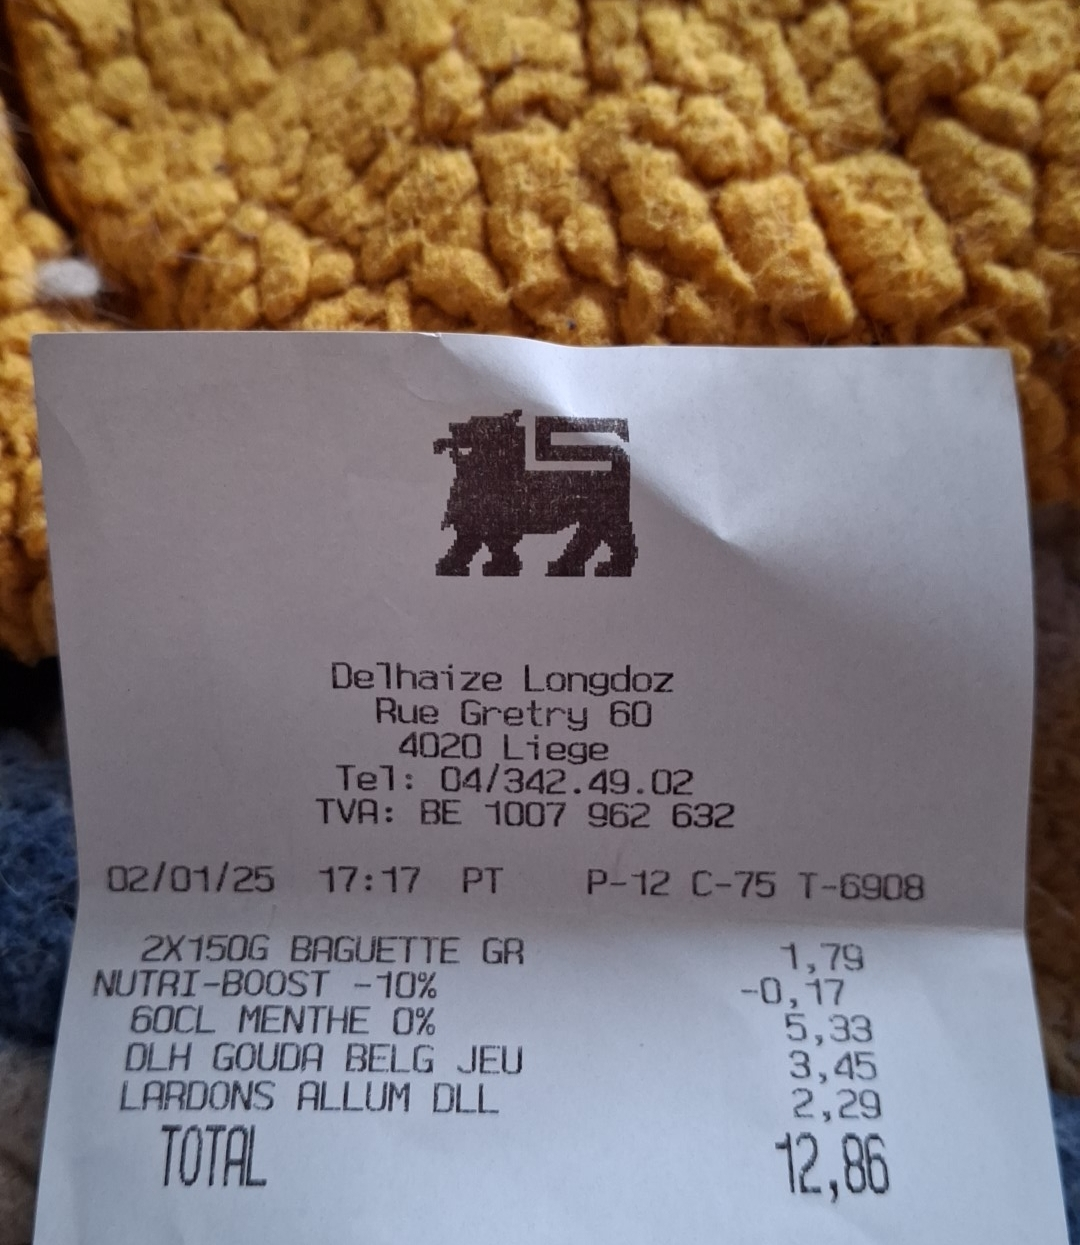 Delhaize Longdoz
Rue Gretry 60
4020 Liege
Tel: 04/342.49.02
TVA: BE 1007 962 632
02/01/25 17:17 PT P-12 C-75 T-6908
2X150G BAGUETTE GR 1,79
NUTRI-BOOST -10% -0,17
60CL MENTHE 0% 5,33
DLH GOUDA BELG JEU 3,45
LARDONS ALLUM DLL 2,29
TOTAL 12,86